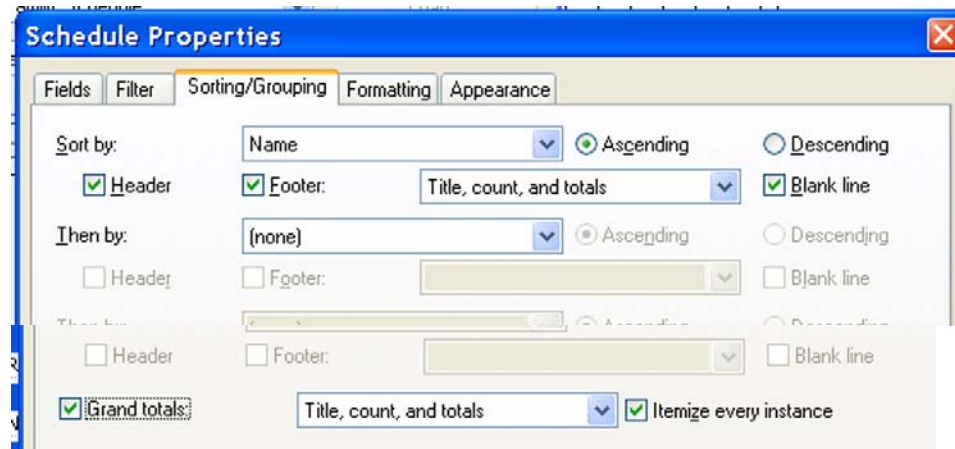 Schedule Properties
Fields Filter Sorting/Grouping Formatting Appearance
Sort by: Name Ascending Descending
Header Footer: Title, count, and totals Blank line
Then by: (none) Ascending Descending
Header Footer: Blank line
Header Footer: Blank line
Grand totals: Title, count, and totals Itemize every instance